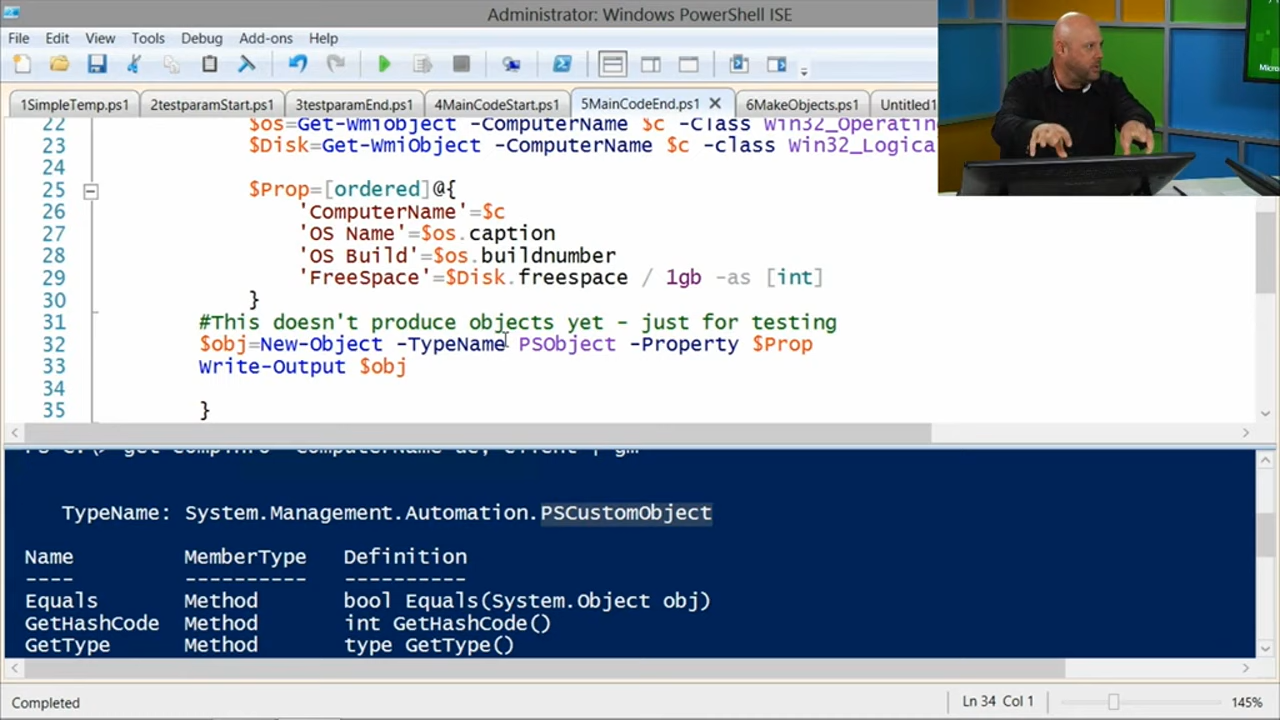 Administrator: Windows PowerShell ISE
File Edit View Tools Debug Add-ons Help
Micro
1SimpleTemp.ps1 2testparamStart.ps1 3testparamEnd.ps1 4MainCodeStart.ps1 5MainCodeEnd.ps1 6MakeObjects.ps1 Untitled1
22 $os=Get-WmiObject -ComputerName $c -Class Win32_Operatin
23 $Disk=Get-WmiObject -ComputerName $c -class Win32_Logica
24
25 $Prop=[ordered]@{
26 'ComputerName'=$c
27 'OS Name'=$os.caption
28 'OS Build'=$os.buildnumber
29 'FreeSpace'=$Disk.freespace / 1gb -as [int]
30 }
31 #This doesn't produce objects yet - just for testing
32 $obj=New-Object -TypeName PSObject -Property $Prop
33 Write-Output $obj
34
35 }
TypeName: System.Management.Automation.PSCustomObject
Name MemberType Definition
---- ---------- ----------
Equals Method bool Equals(System.Object obj)
GetHashCode Method int GetHashCode()
GetType Method type GetType()
Completed Ln 34 Col 1 145%